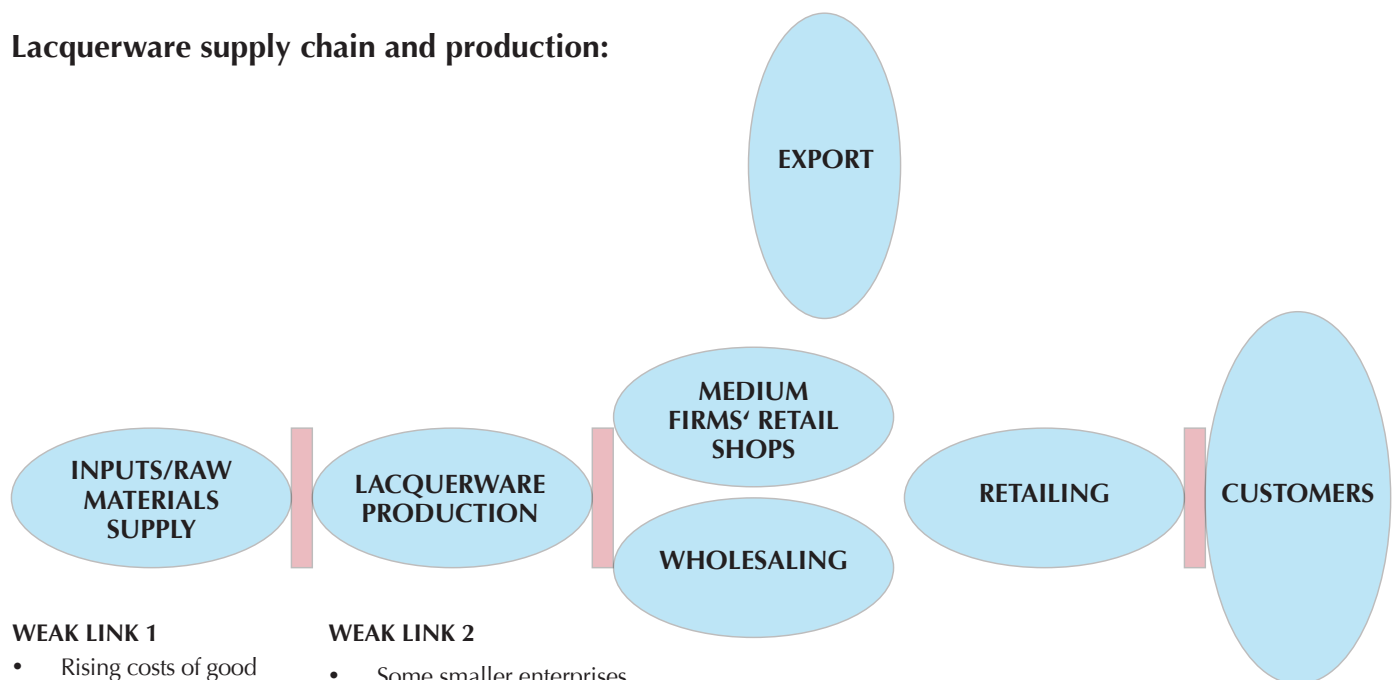 Lacquerware supply chain and production:
EXPORT
MEDIUM
FIRMS‘ RETAIL
SHOPS
INPUTS/RAW
MATERIALS
SUPPLY
LACQUERWARE
PRODUCTION
WHOLESALING
RETAILING
CUSTOMERS
WEAK LINK 1
• Rising costs of good
WEAK LINK 2
• Some smaller enterprises